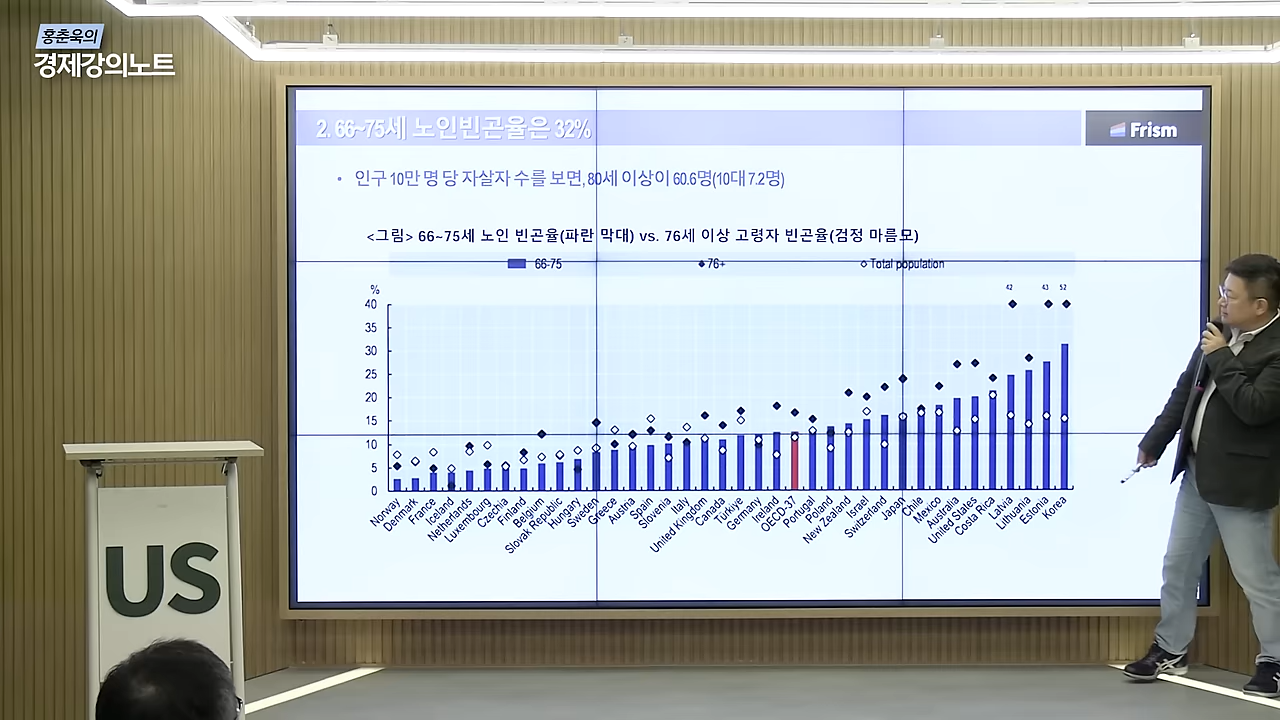 홍춘욱의
경제강의노트
2. 66~75세 노인빈곤율은 32%
Frism
• 인구 10만 명 당 자살자 수를 보면, 80세 이상이 60.6명(10대 7.2명)
<그림> 66~75세 노인 빈곤율(파란 막대) vs. 76세 이상 고령자 빈곤율(검정 마름모)
66-75 76+ Total population
%
42 43 52
40
35
30
25
20
15
10
5
0
Norway Denmark France Iceland Netherlands Luxembourg Czechia Finland Belgium Slovak Republic Hungary Sweden Greece Austria Spain Slovenia Italy United Kingdom Canada Türkiye Germany Ireland OECD-37 Portugal Poland New Zealand Israel Switzerland Japan Chile Mexico Australia United States Costa Rica Latvia Lithuania Estonia Korea
US